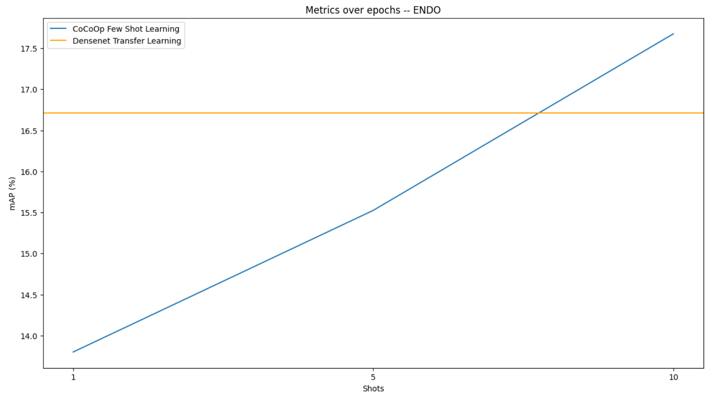 Metrics over epochs -- ENDO
CoCoOp Few Shot Learning
Densenet Transfer Learning
17.5
17.0
16.5
16.0
15.5
15.0
14.5
14.0
mAP (%)
1 5 10
Shots